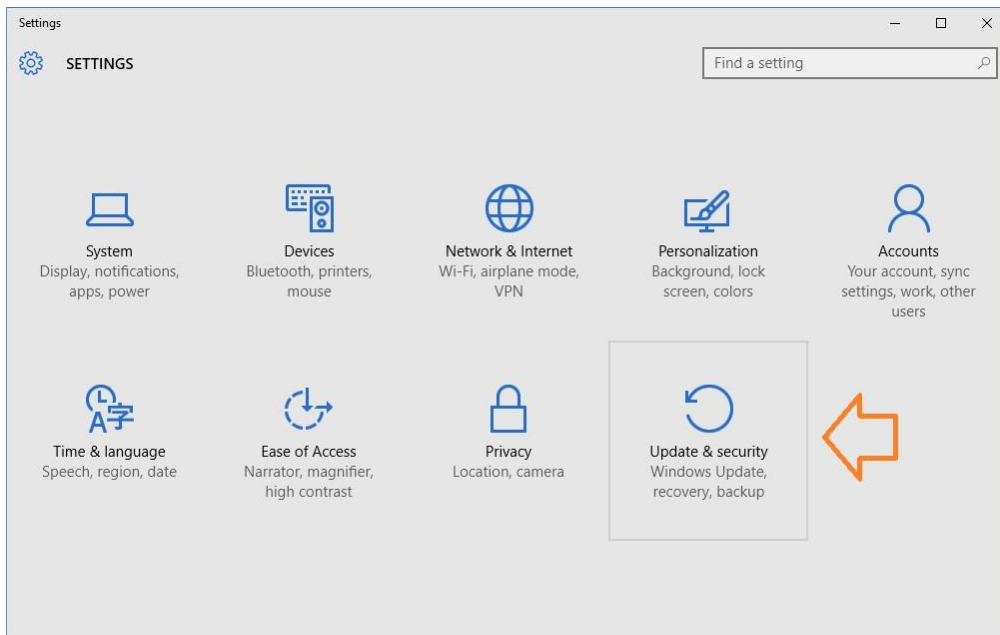 Settings
SETTINGS
Find a setting
System
Display, notifications,
apps, power
Devices
Bluetooth, printers,
mouse
Network & Internet
Wi-Fi, airplane mode,
VPN
Personalization
Background, lock
screen, colors
Accounts
Your account, sync
settings, work, other
users
Time & language
Speech, region, date
Ease of Access
Narrator, magnifier,
high contrast
Privacy
Location, camera
Update & security
Windows Update,
recovery, backup